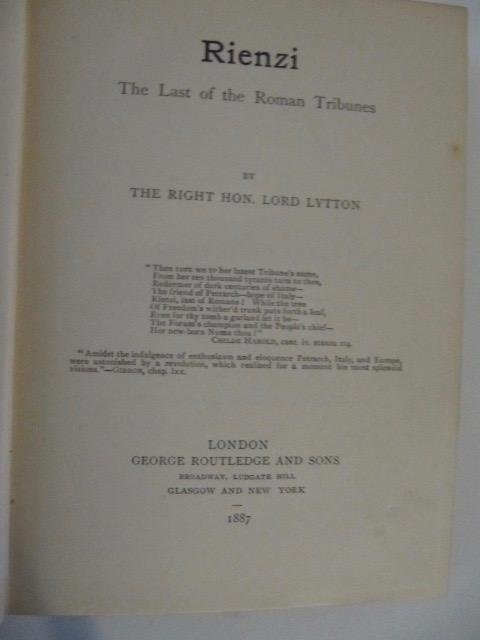 Rienzi
The Last of the Roman Tribunes
BY
THE RIGHT HON. LORD LYTTON
"Then turn we to her latest Tribune's name,
From her ten thousand tyrants turn to thee,
Redeemer of dark centuries of shame—
The friend of Petrarch—hope of Italy—
Rienzi, last of Romans! While the tree
Of Freedom's wither'd trunk puts forth a leaf,
Even for thy tomb a garland let it be—
The Forum's champion and the People's chief—
Her new-born Numa thou!"
CHILDE HAROLD, cant. iv. stanza 114.
"Amidst the indulgence of enthusiasm and eloquence Petrarch, Italy, and Europe,
were astonished by a revolution, which realized for a moment his most splendid
visions."—GIBBON, chap. lxx.
LONDON
GEORGE ROUTLEDGE AND SONS
BROADWAY, LUDGATE HILL
GLASGOW AND NEW YORK
—
1887